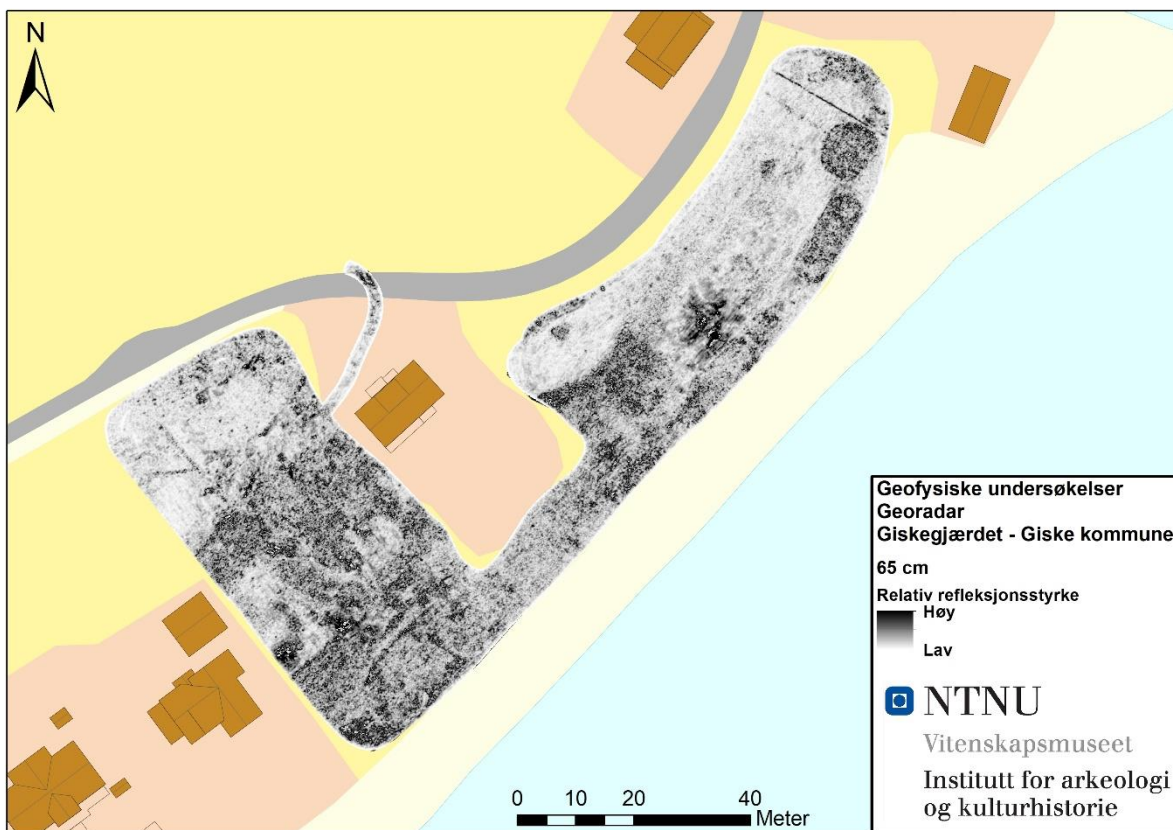 N
Geofysiske undersøkelser
Georadar
Giskegjærdet - Giske kommune
65 cm
Relativ refleksjonsstyrke
Høy
Lav
NTNU
Vitenskapsmuseet
Institutt for arkeologi
og kulturhistorie
0 10 20 40
Meter